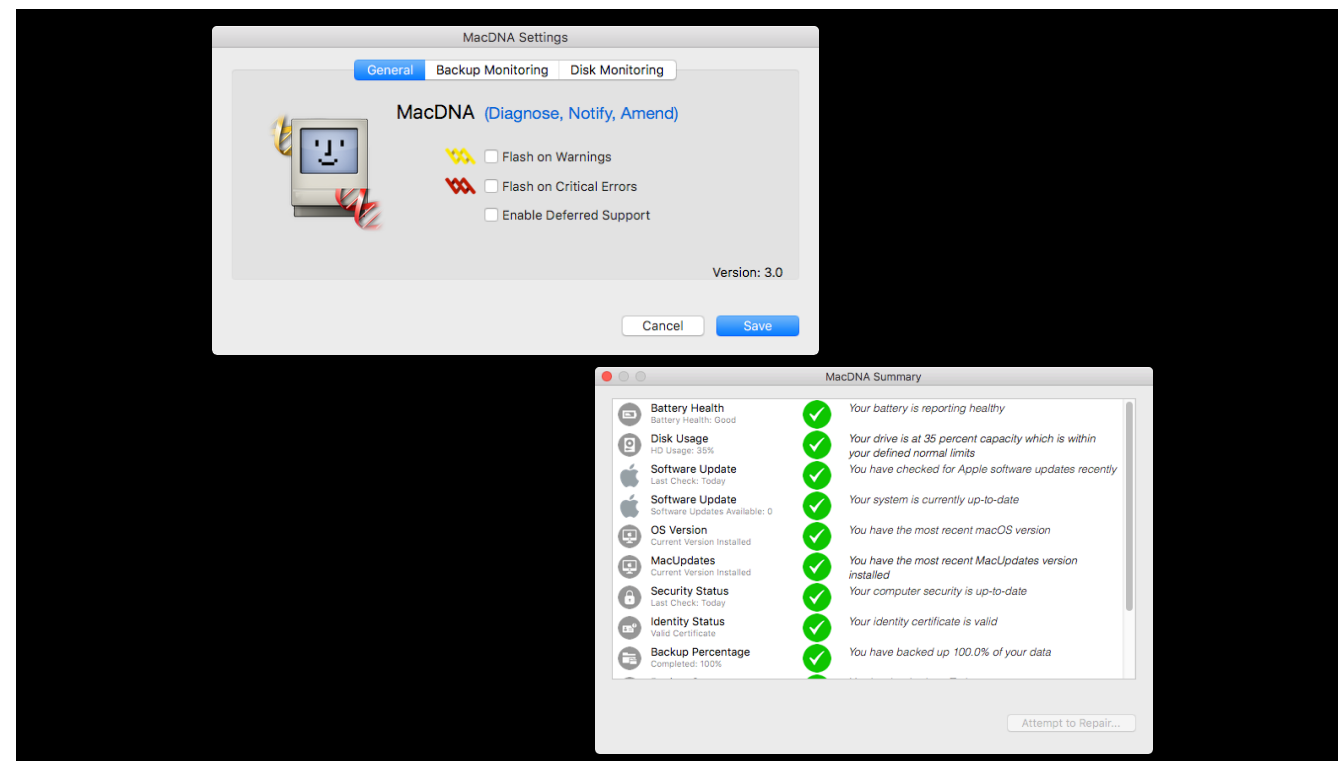 MacDNA Settings
General Backup Monitoring Disk Monitoring
MacDNA (Diagnose, Notify, Amend)
Flash on Warnings
Flash on Critical Errors
Enable Deferred Support
Version: 3.0
Cancel Save
MacDNA Summary
Battery Health
Battery Health: Good
Your battery is reporting healthy
Disk Usage
HD Usage: 35%
Your drive is at 35 percent capacity which is within
your defined normal limits
Software Update
Last Check: Today
You have checked for Apple software updates recently
Software Update
Software Updates Available: 0
Your system is currently up-to-date
OS Version
Current Version Installed
You have the most recent macOS version
MacUpdates
Current Version Installed
You have the most recent MacUpdates version
installed
Security Status
Last Check: Today
Your computer security is up-to-date
Identity Status
Valid Certificate
Your identity certificate is valid
Backup Percentage
Completed: 100%
You have backed up 100.0% of your data
Attempt to Repair...